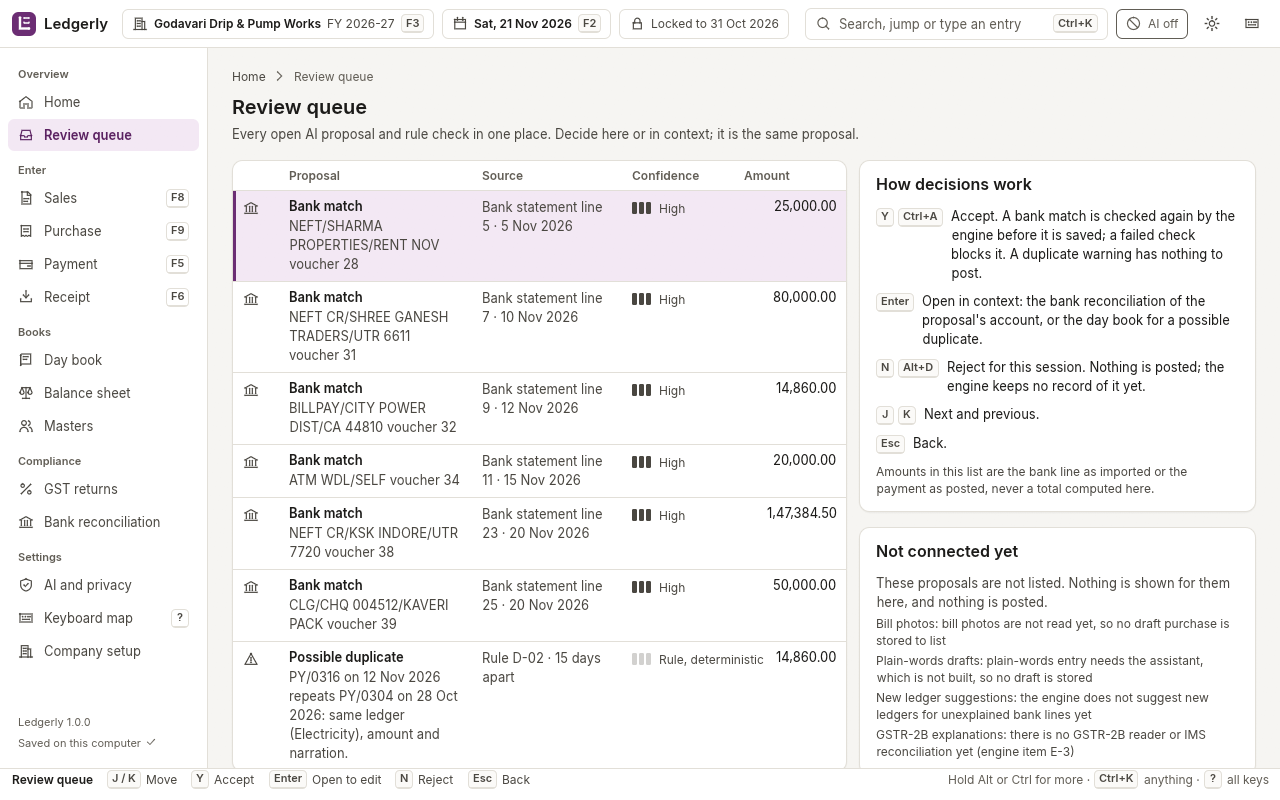 Ledgerly
Godavari Drip & Pump Works FY 2026-27 F3
Sat, 21 Nov 2026 F2
Locked to 31 Oct 2026
Search, jump or type an entry Ctrl+K
AI off
Overview
Home
Review queue
Enter
Sales F8
Purchase F9
Payment F5
Receipt F6
Books
Day book
Balance sheet
Masters
Compliance
GST returns
Bank reconciliation
Settings
AI and privacy
Keyboard map ?
Company setup
Ledgerly 1.0.0
Saved on this computer
Home > Review queue
Review queue
Every open AI proposal and rule check in one place. Decide here or in context; it is the same proposal.
Proposal Source Confidence Amount
Bank match Bank statement line High 25,000.00
NEFT/SHARMA 5 · 5 Nov 2026
PROPERTIES/RENT NOV
voucher 28
Bank match Bank statement line High 80,000.00
NEFT CR/SHREE GANESH 7 · 10 Nov 2026
TRADERS/UTR 6611
voucher 31
Bank match Bank statement line High 14,860.00
BILLPAY/CITY POWER 9 · 12 Nov 2026
DIST/CA 44810 voucher 32
Bank match Bank statement line High 20,000.00
ATM WDL/SELF voucher 34 11 · 15 Nov 2026
Bank match Bank statement line High 1,47,384.50
NEFT CR/KSK INDORE/UTR 23 · 20 Nov 2026
7720 voucher 38
Bank match Bank statement line High 50,000.00
CLG/CHQ 004512/KAVERI 25 · 20 Nov 2026
PACK voucher 39
Possible duplicate Rule D-02 · 15 days Rule, deterministic 14,860.00
PY/0316 on 12 Nov 2026 apart
repeats PY/0304 on 28 Oct
2026: same ledger
(Electricity), amount and
narration.
How decisions work
Y Ctrl+A Accept. A bank match is checked again by the
engine before it is saved; a failed check
blocks it. A duplicate warning has nothing to
post.
Enter Open in context: the bank reconciliation of the
proposal's account, or the day book for a possible
duplicate.
N Alt+D Reject for this session. Nothing is posted; the
engine keeps no record of it yet.
J K Next and previous.
Esc Back.
Amounts in this list are the bank line as imported or the
payment as posted, never a total computed here.
Not connected yet
These proposals are not listed. Nothing is shown for them
here, and nothing is posted.
Bill photos: bill photos are not read yet, so no draft purchase is
stored to list
Plain-words drafts: plain-words entry needs the assistant,
which is not built, so no draft is stored
New ledger suggestions: the engine does not suggest new
ledgers for unexplained bank lines yet
GSTR-2B explanations: there is no GSTR-2B reader or IMS
reconciliation yet (engine item E-3)
Review queue J / K Move Y Accept Enter Open to edit N Reject Esc Back
Hold Alt or Ctrl for more · Ctrl+K anything · ? all keys